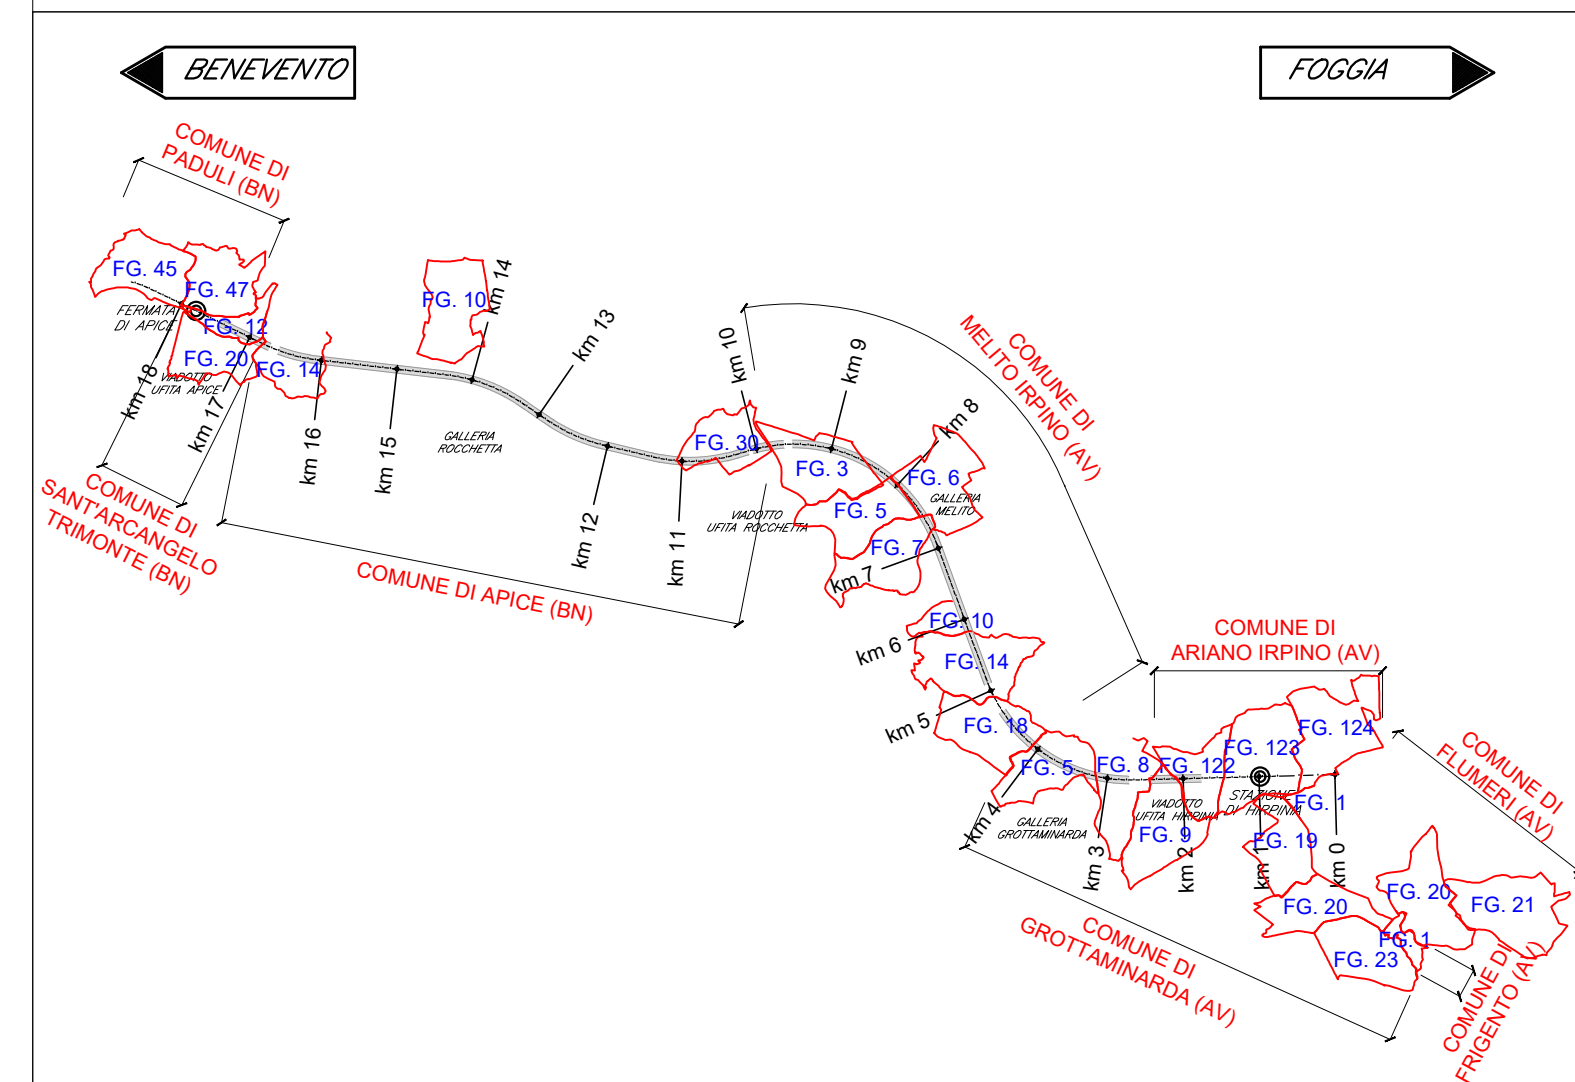 BENEVENTO
FOGGIA
COMUNE DI
PADULI (BN)
FG. 45
FG. 47
FERMATA
DI APICE
FG. 12
FG. 20
FG. 14
VIADOTTO
UFITA APICE
km 18
km 17
km 16
km 15
FG. 10
km 14
km 13
GALLERIA
ROCCHETTA
km 12
km 11
km 10
FG. 30
COMUNE DI
SANT'ARCANGELO
TRIMONTE (BN)
COMUNE DI APICE (BN)
km 9
km 8
COMUNE DI
MELITO IRPINO (AV)
FG. 3
FG. 6
FG. 5
GALLERIA
MELITO
VIADOTTO
UFITA ROCCHETTA
FG. 7
km 7
FG. 10
km 6
FG. 14
km 5
FG. 18
COMUNE DI
ARIANO IRPINO (AV)
FG. 5
FG. 8
FG. 122
FG. 123
FG. 124
km 4
GALLERIA
GROTTAMINARDA
km 3
VIADOTTO
UFITA HIRPINIA
FG. 9
km 2
STAZIONE
DI HIRPINIA
FG. 1
FG. 19
km 1
km 0
COMUNE DI
FLUMERI (AV)
FG. 20
FG. 20
FG. 21
FG. 1
FG. 23
COMUNE DI
GROTTAMINARDA (AV)
COMUNE DI
FRIGENTO (AV)